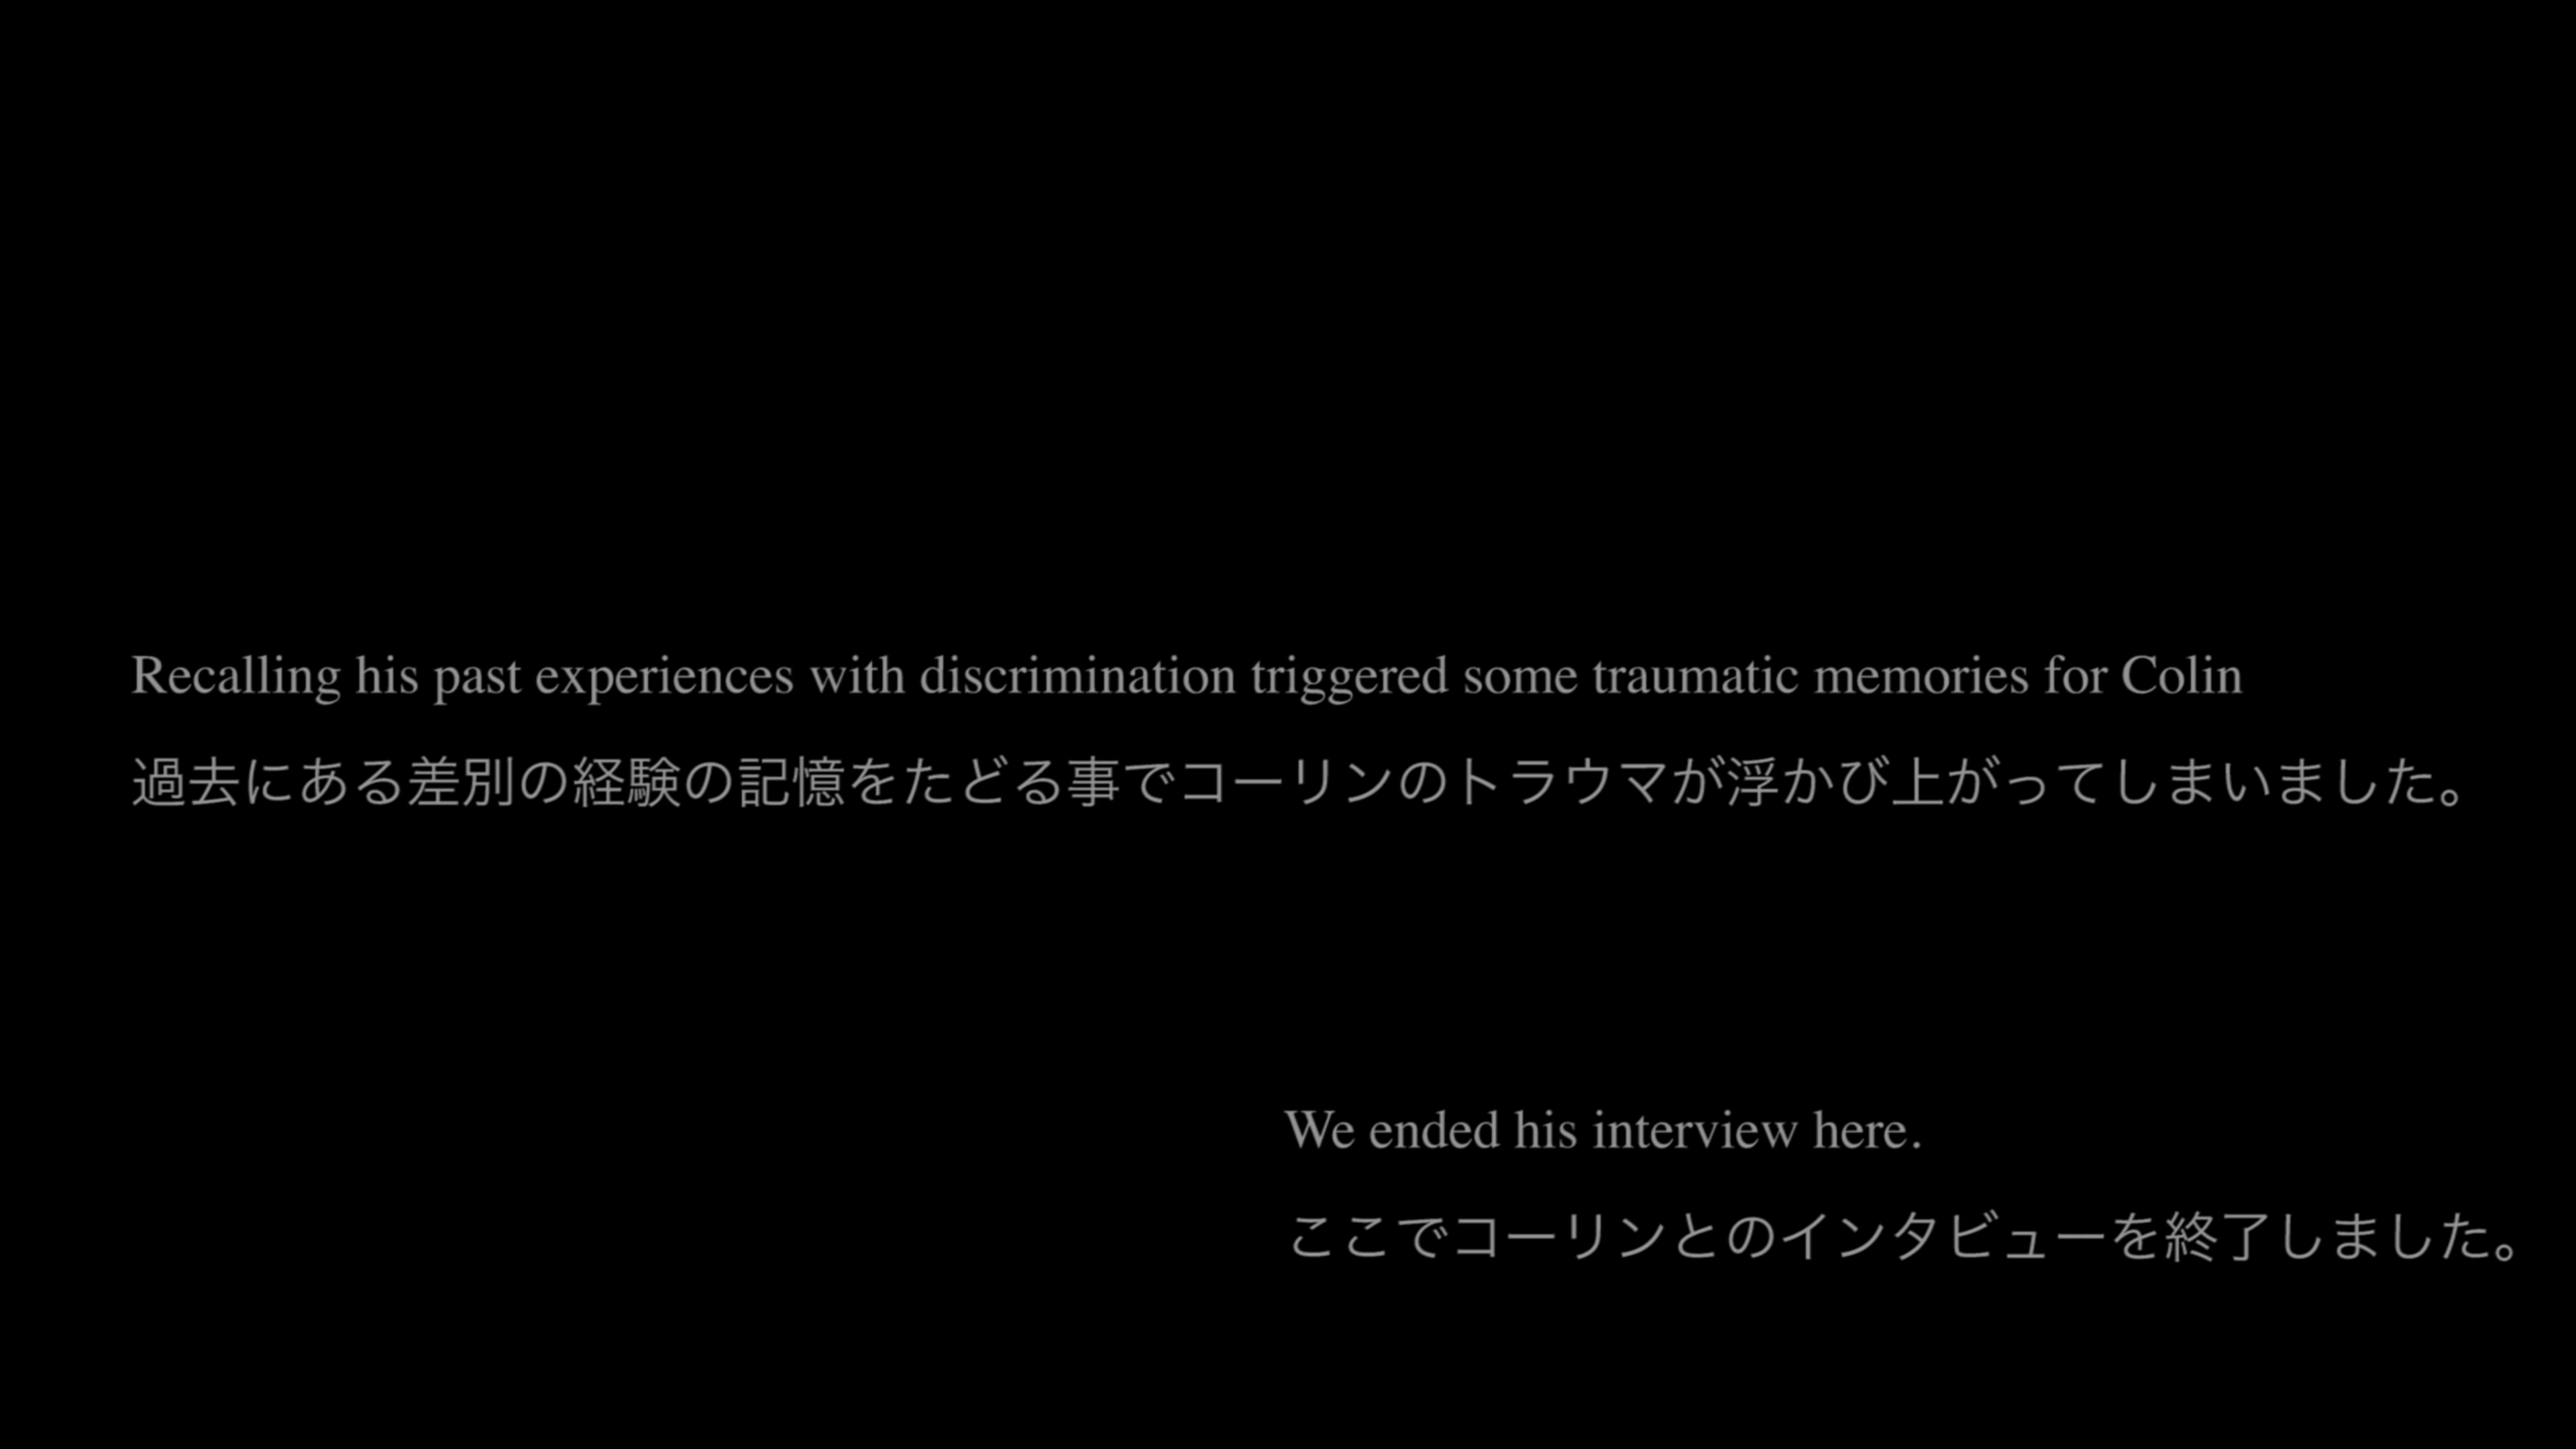 Recalling his past experiences with discrimination triggered some traumatic memories for Colin
過去にある差別の経験の記憶をたどる事でコーリンのトラウマが浮かび上がってしまいました。
We ended his interview here.
ここでコーリンとのインタビューを終了しました。